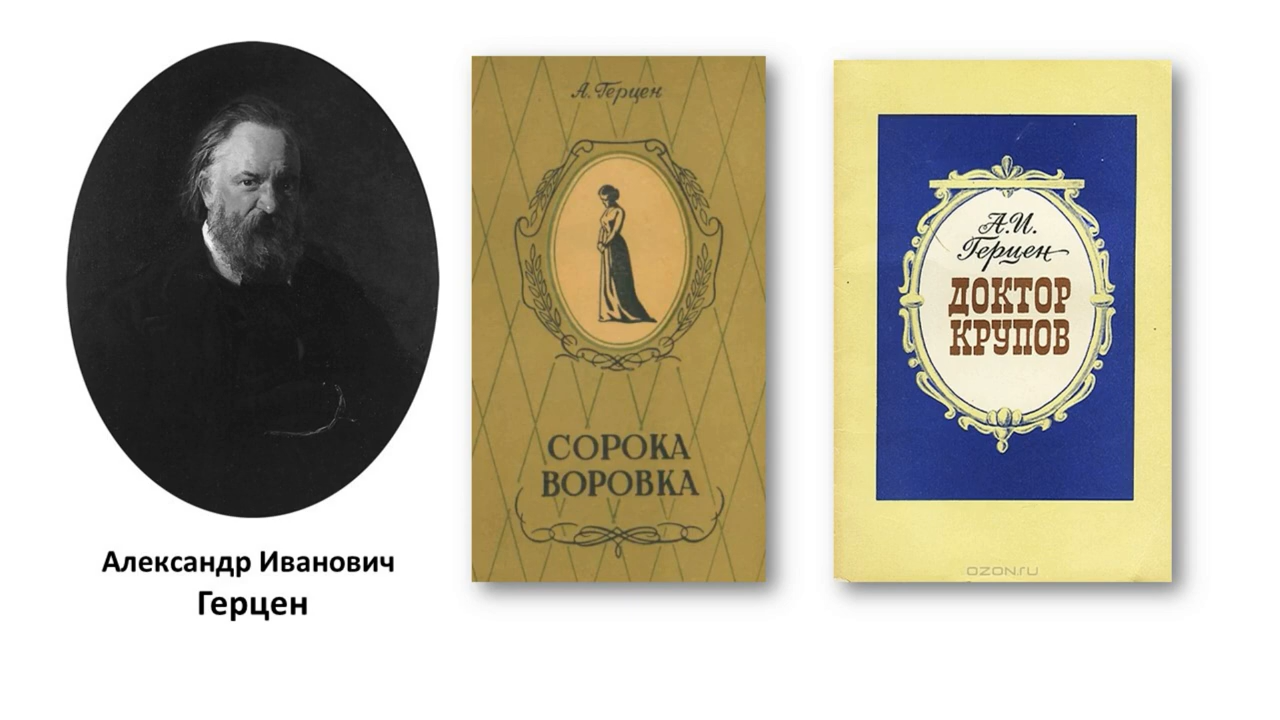 Александр Иванович
Герцен
А. Герцен
СОРОКА
ВОРОВКА
А.И.
Герцен
ДОКТОР
КРУПОВ
OZON.RU